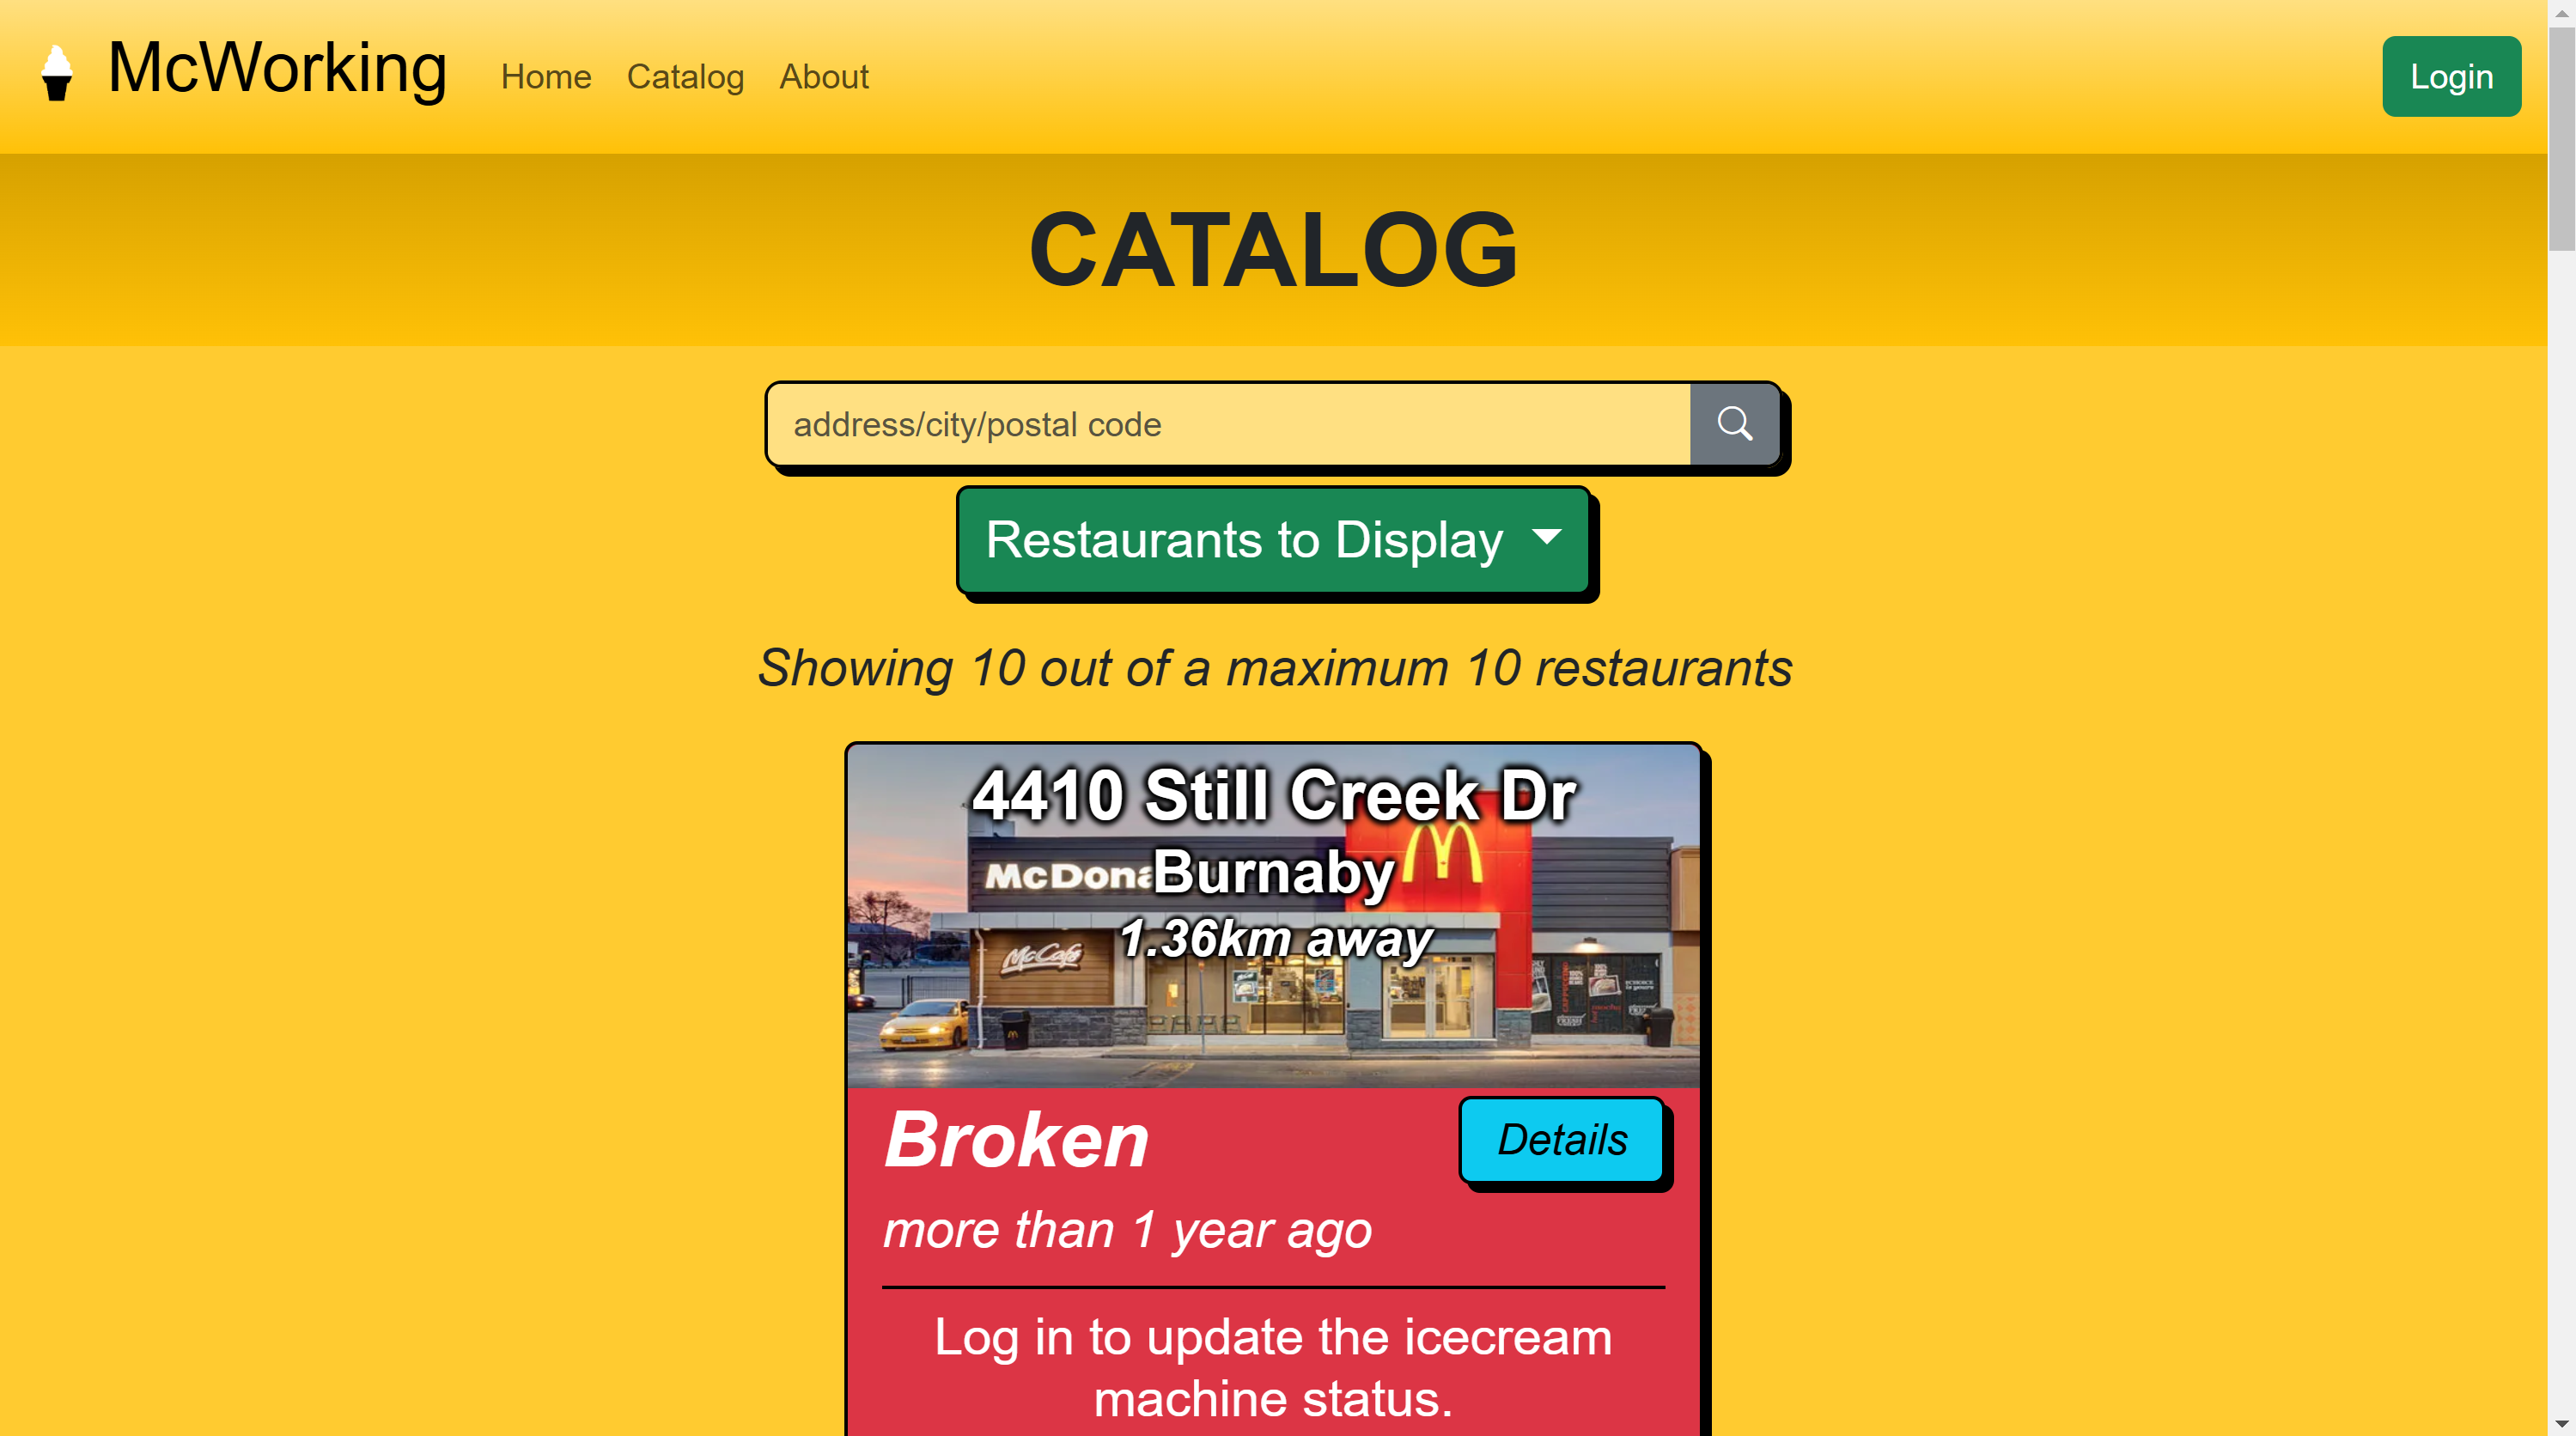 McWorking
Home Catalog About
Login
CATALOG
address/city/postal code
Restaurants to Display
Showing 10 out of a maximum 10 restaurants
4410 Still Creek Dr
McDona
Burnaby
1.36km away
McCafé
Broken
Details
more than 1 year ago
Log in to update the icecream
machine status.